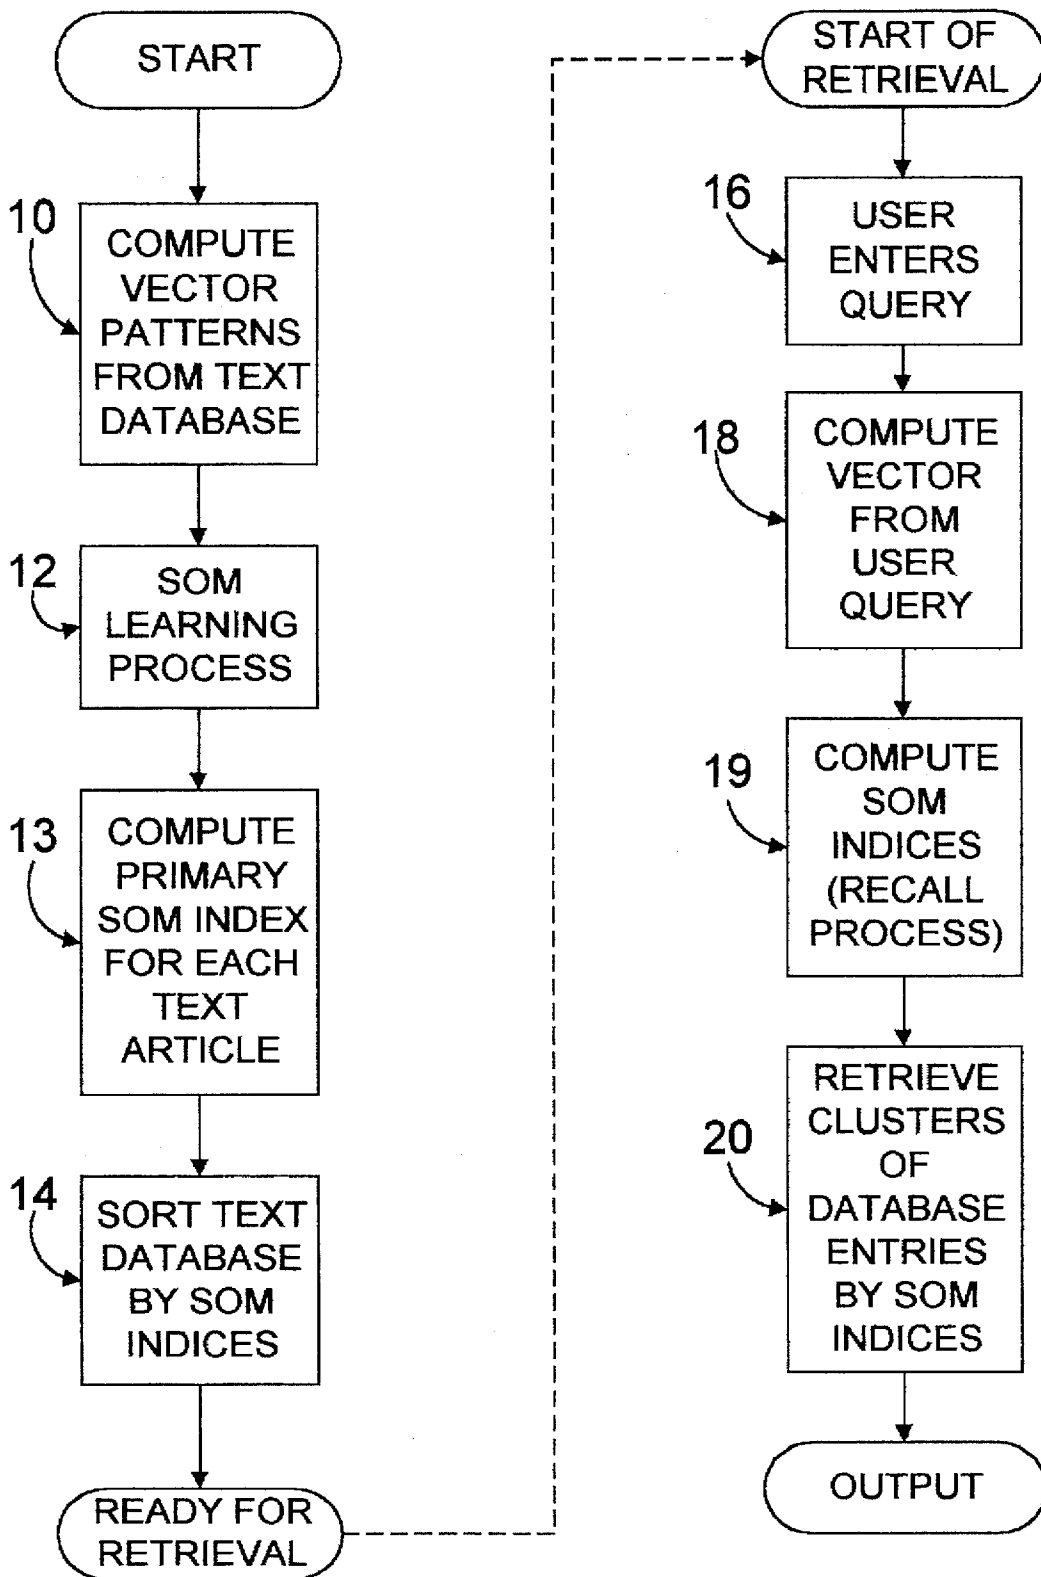 START
10
COMPUTE
VECTOR
PATTERNS
FROM TEXT
DATABASE
12
SOM
LEARNING
PROCESS
13
COMPUTE
PRIMARY
SOM INDEX
FOR EACH
TEXT
ARTICLE
14
SORT TEXT
DATABASE
BY SOM
INDICES
READY FOR
RETRIEVAL
START OF
RETRIEVAL
16
USER
ENTERS
QUERY
18
COMPUTE
VECTOR
FROM
USER
QUERY
19
COMPUTE
SOM
INDICES
(RECALL
PROCESS)
20
RETRIEVE
CLUSTERS
OF
DATABASE
ENTRIES
BY SOM
INDICES
OUTPUT